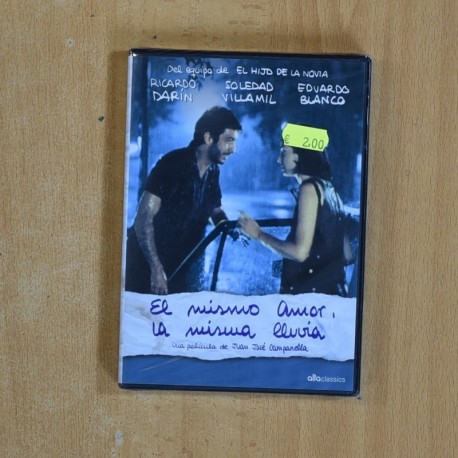 Del equipo de EL HIJO DE LA NOVIA
RICARDO DARÍN
SOLEDAD VILLAMIL
EDUARDO BLANCO
€ 2,00
El mismo amor,
la misma lluvia
Una película de Juan José Campanella
altaclassics